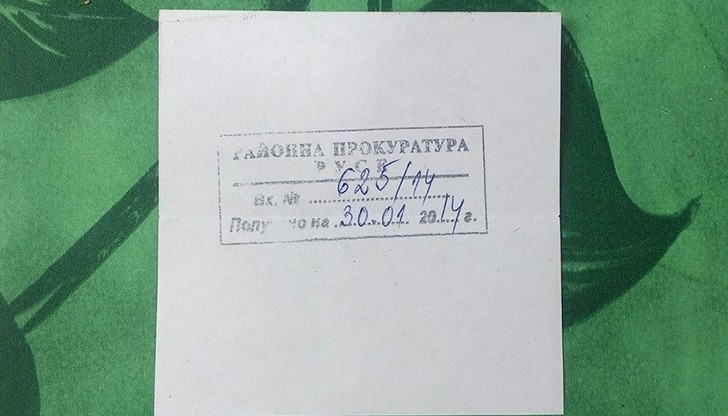 РАЙОННА ПРОКУРАТУРА
РУСЕ
Вх. № 625/14
Получено на 30.01. 2014 г.